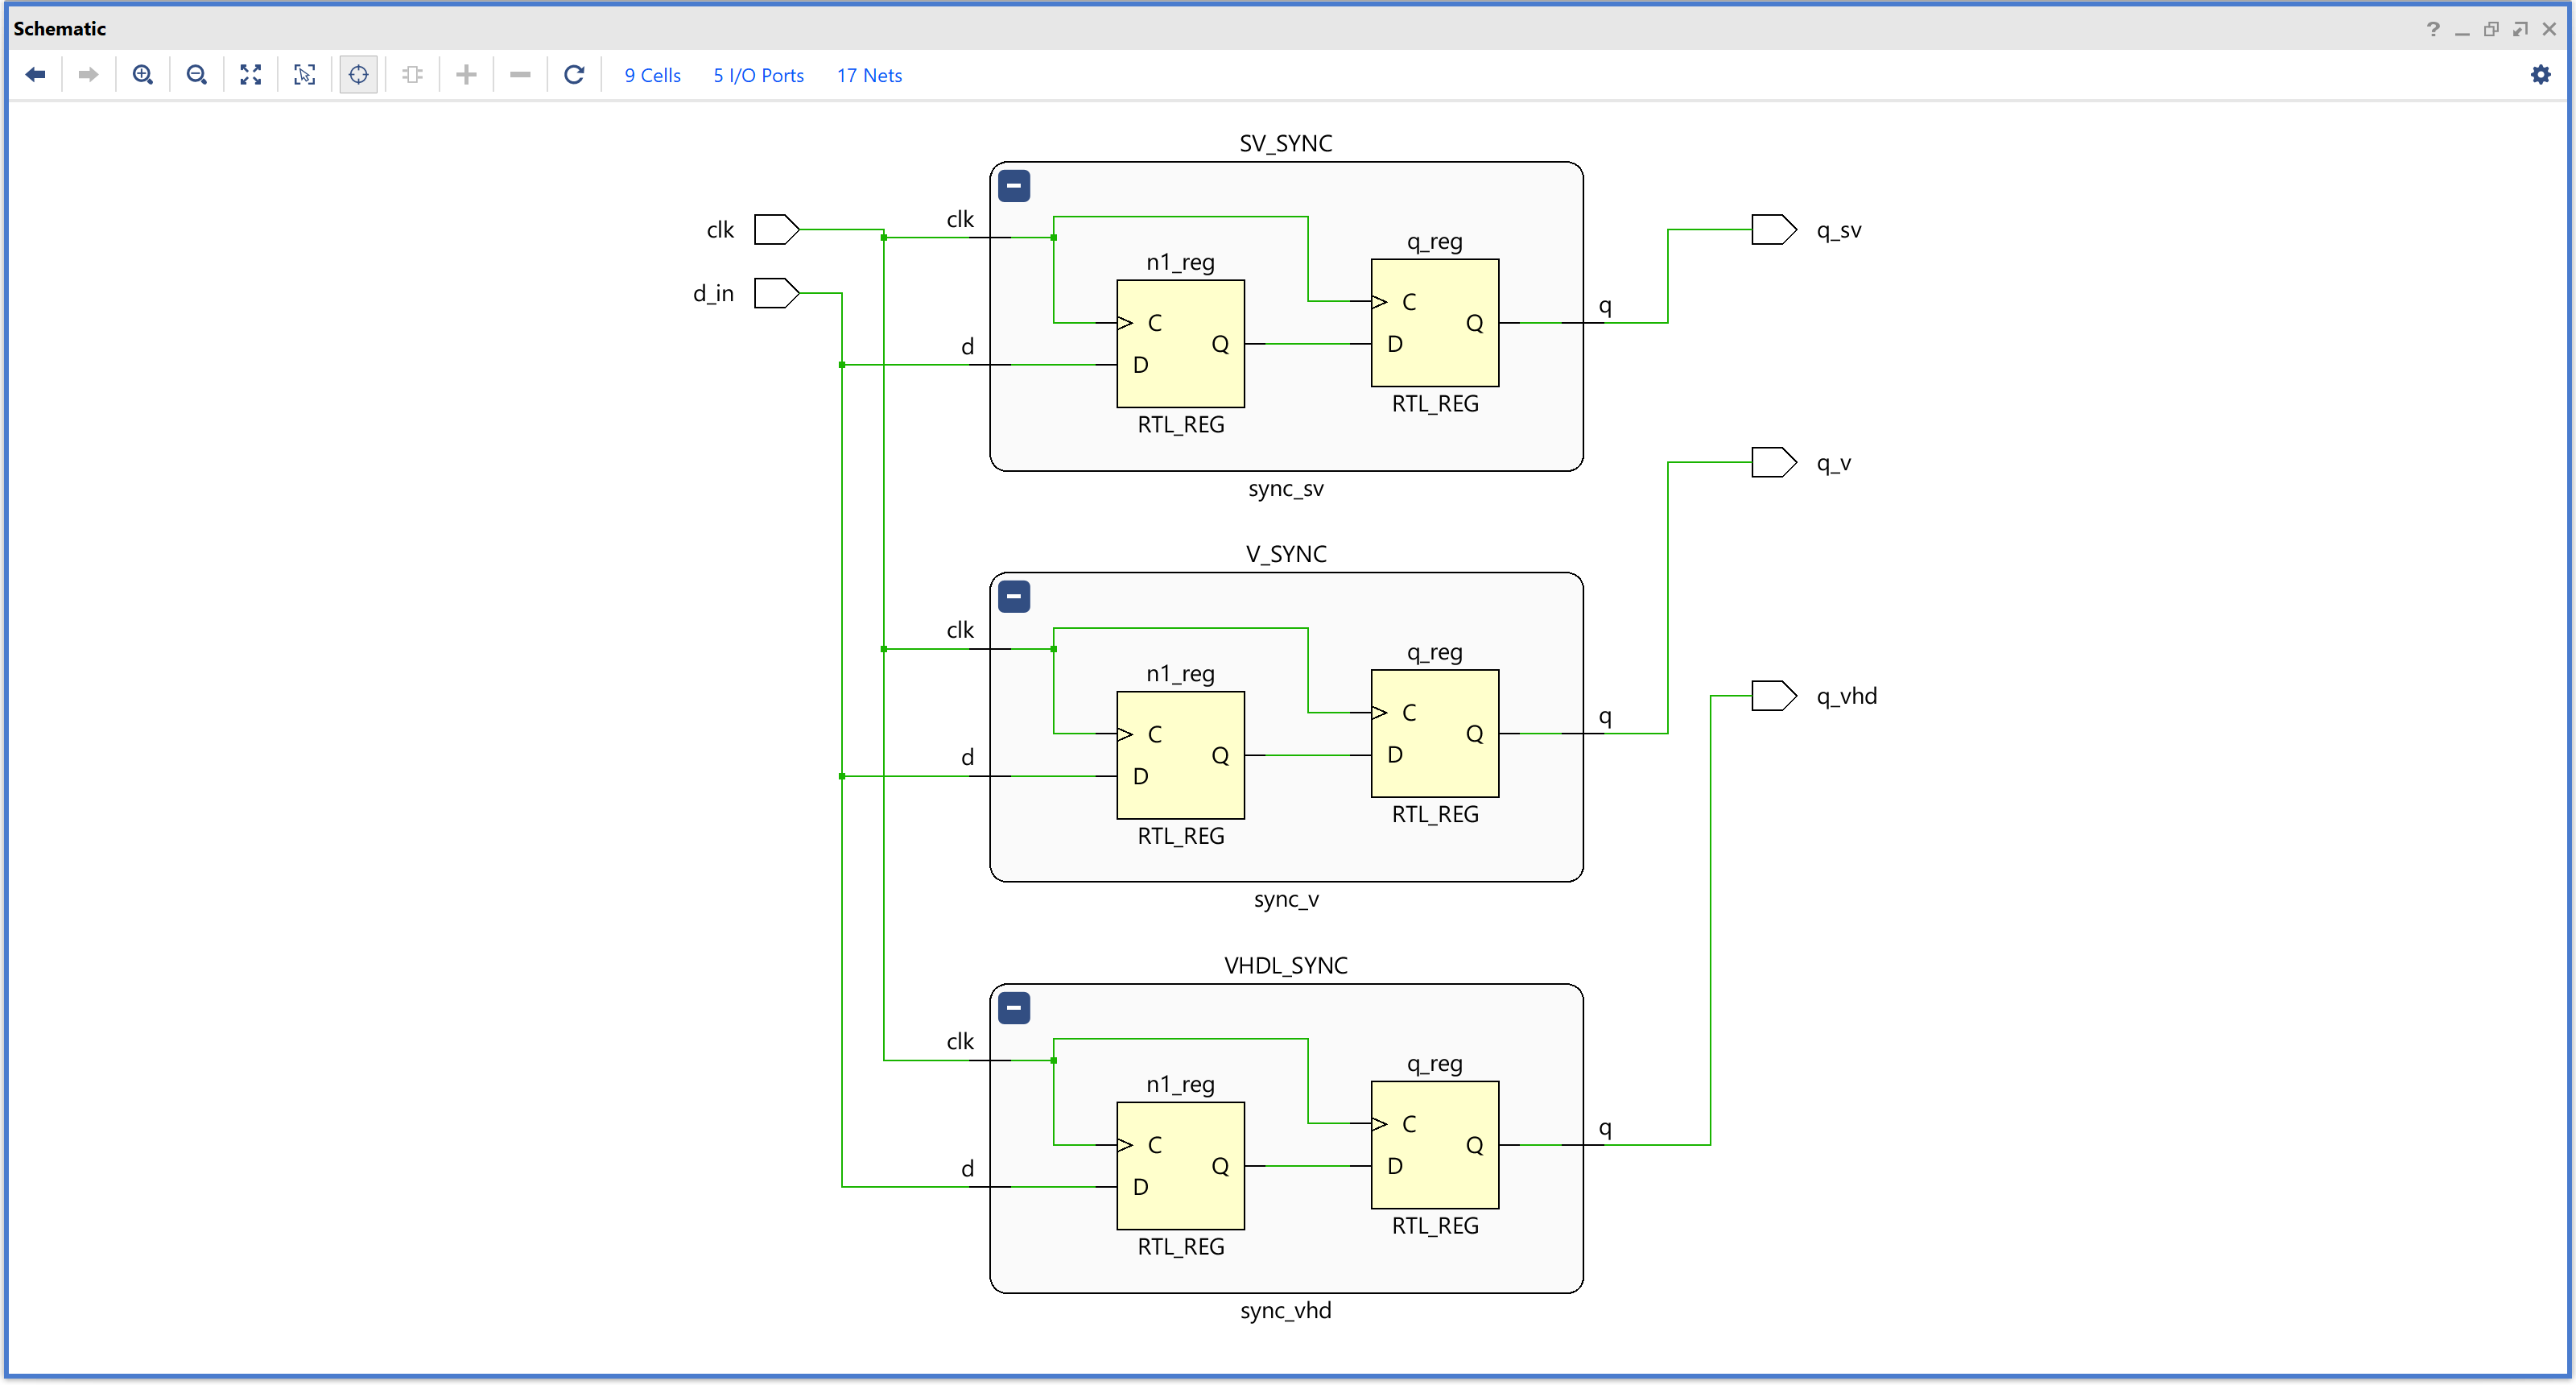 Schematic
?
9 Cells 5 I/O Ports 17 Nets
SV_SYNC
clk
d_in
clk
d
n1_reg
C
D
Q
RTL_REG
q_reg
C
D
Q
RTL_REG
q
q_sv
sync_sv
V_SYNC
clk
d
n1_reg
C
D
Q
RTL_REG
q_reg
C
D
Q
RTL_REG
q
q_v
sync_v
VHDL_SYNC
clk
d
n1_reg
C
D
Q
RTL_REG
q_reg
C
D
Q
RTL_REG
q
q_vhd
sync_vhd